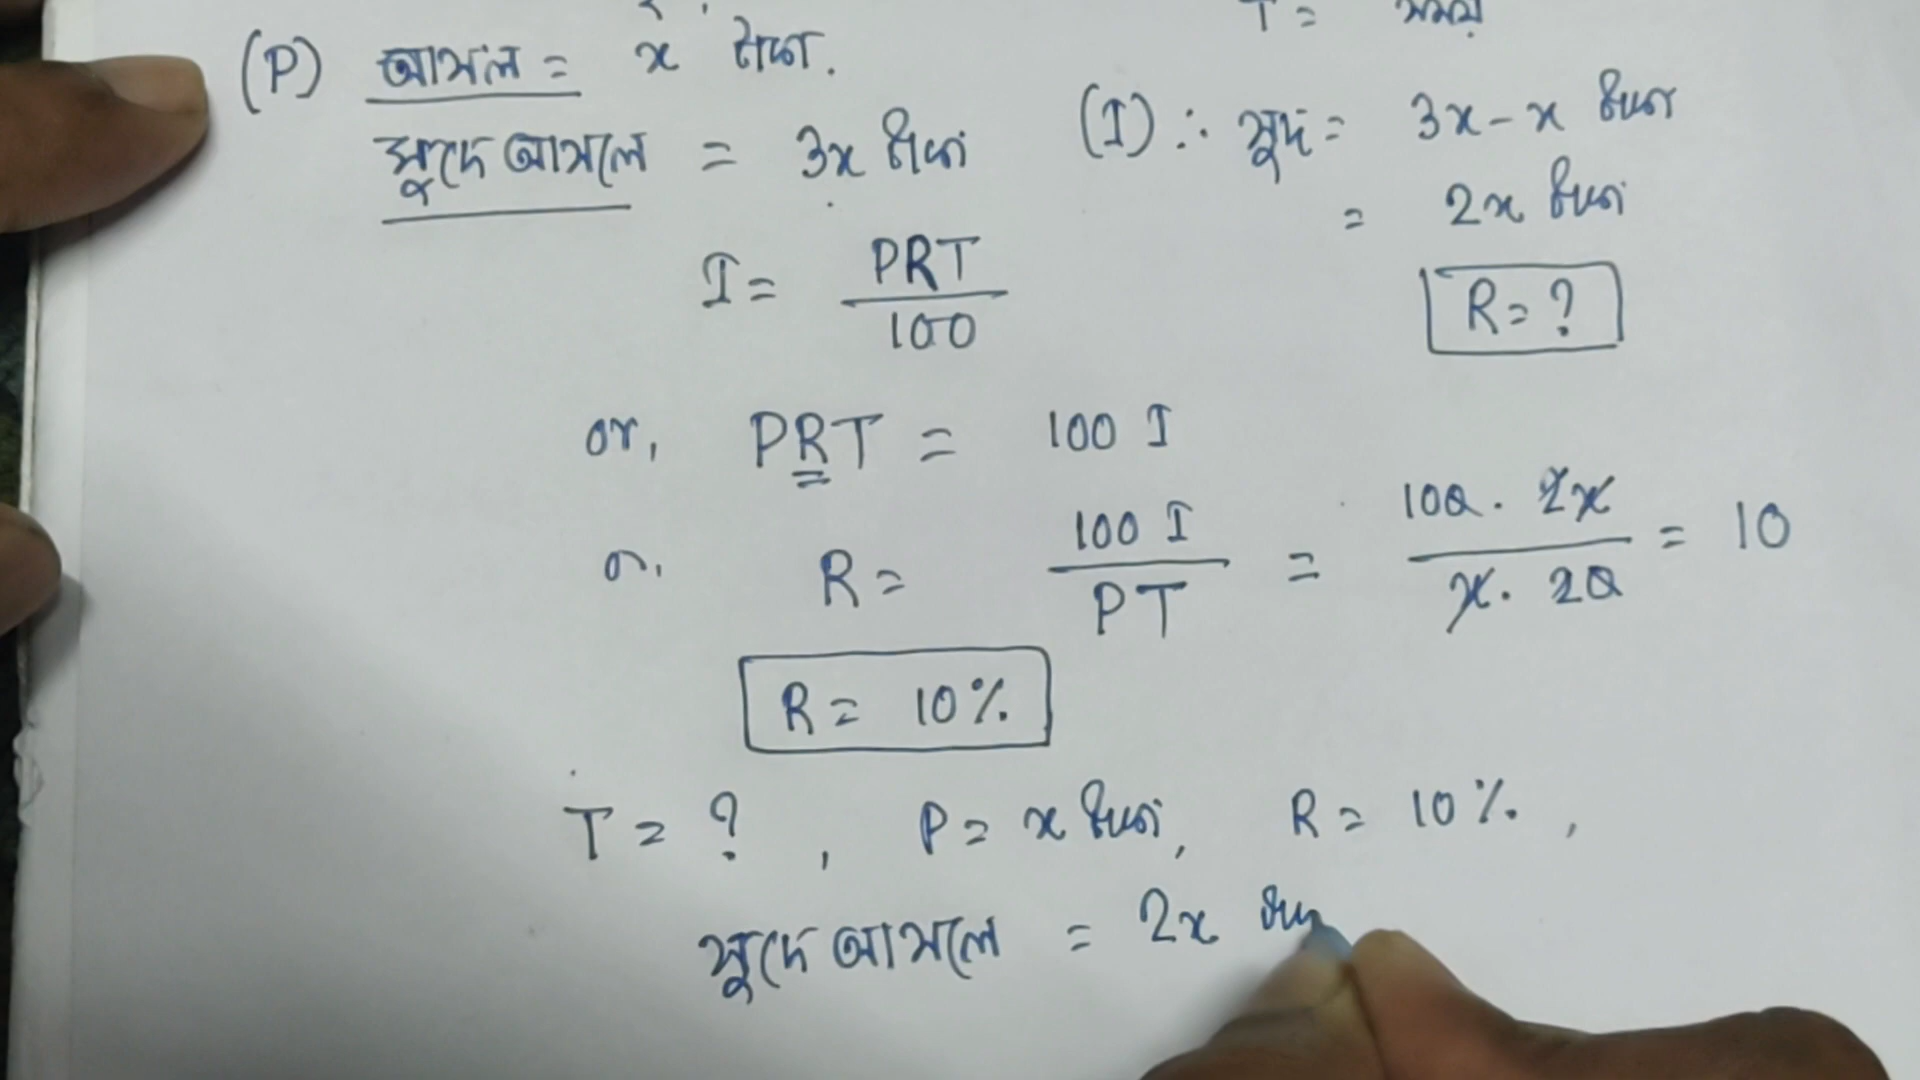 T = সময়
(P) আসল = x টাকা.
সুদে আসলে = 3x টাকা
(I) ∴ সুদ = 3x - x টাকা
= 2x টাকা
I = PRT / 100
R = ?
or, PRT = 100 I
or, R = 100 I / PT = 100 . 2x / x . 20 = 10
R = 10%
T = ? , P = x টাকা, R = 10% ,
সুদে আসলে = 2x